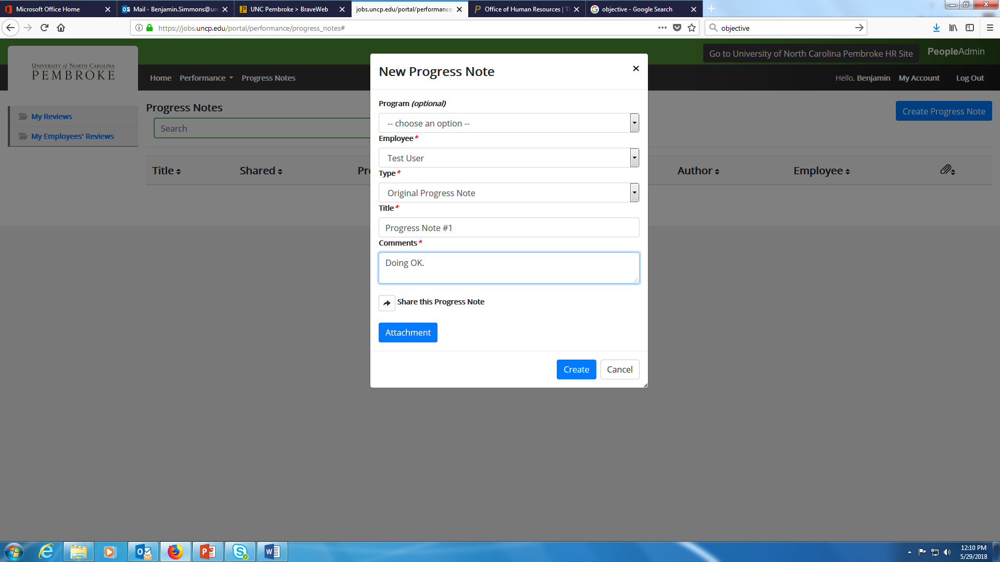 Microsoft Office Home
Mail - Benjamin.Simmons@un
UNC Pembroke > BraveWeb
jobs.uncp.edu/portal/performance
Office of Human Resources | T
objective - Google Search
https://jobs.uncp.edu/portal/performance/progress_notes#
objective
Go to University of North Carolina Pembroke HR Site
PeopleAdmin
UNIVERSITY of NORTH CAROLINA
PEMBROKE
Home Performance Progress Notes
Hello, Benjamin My Account Log Out
My Reviews
My Employees' Reviews
Progress Notes
Create Progress Note
Search
Title Shared Pr
Author Employee
New Progress Note
Program (optional)
-- choose an option --
Employee*
Test User
Type*
Original Progress Note
Title*
Progress Note #1
Comments*
Doing OK.
Share this Progress Note
Attachment
Create Cancel
12:10 PM
5/29/2018